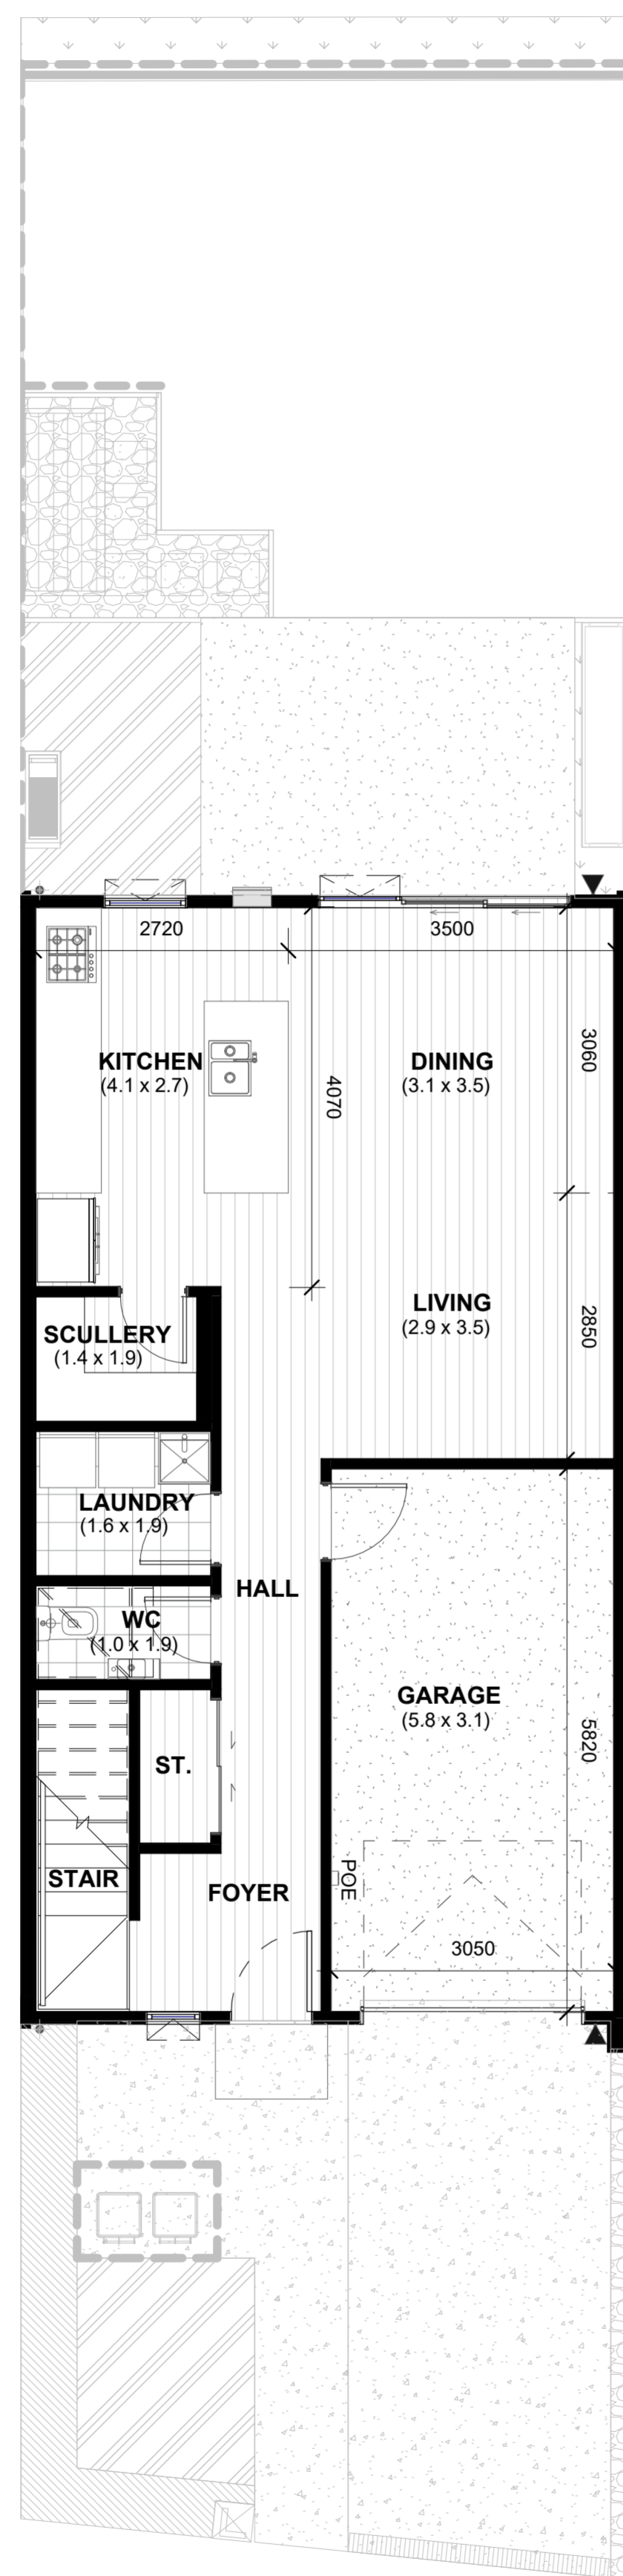 2720
3500
KITCHEN
(4.1 x 2.7)
DINING
(3.1 x 3.5)
3060
4070
LIVING
(2.9 x 3.5)
2850
SCULLERY
(1.4 x 1.9)
LAUNDRY
(1.6 x 1.9)
HALL
WC
(1.0 x 1.9)
GARAGE
(5.8 x 3.1)
5820
ST.
STAIR
FOYER
POE
3050